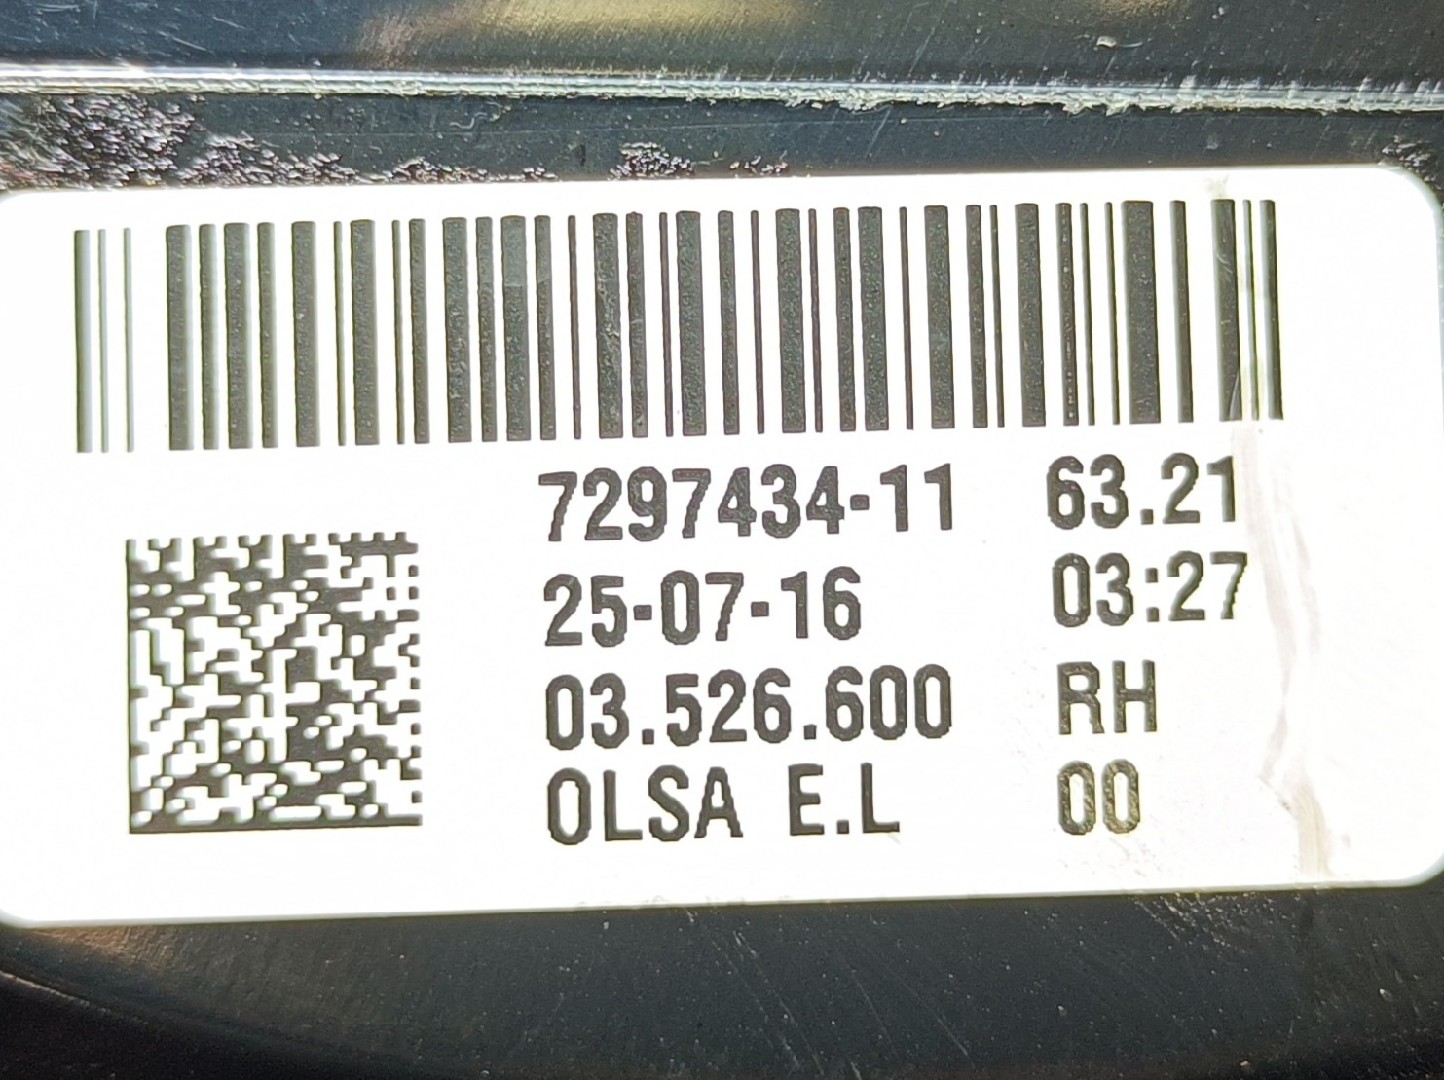 7297434-11 63.21
25-07-16 03:27
03.526.600 RH
OLSA E.L 00